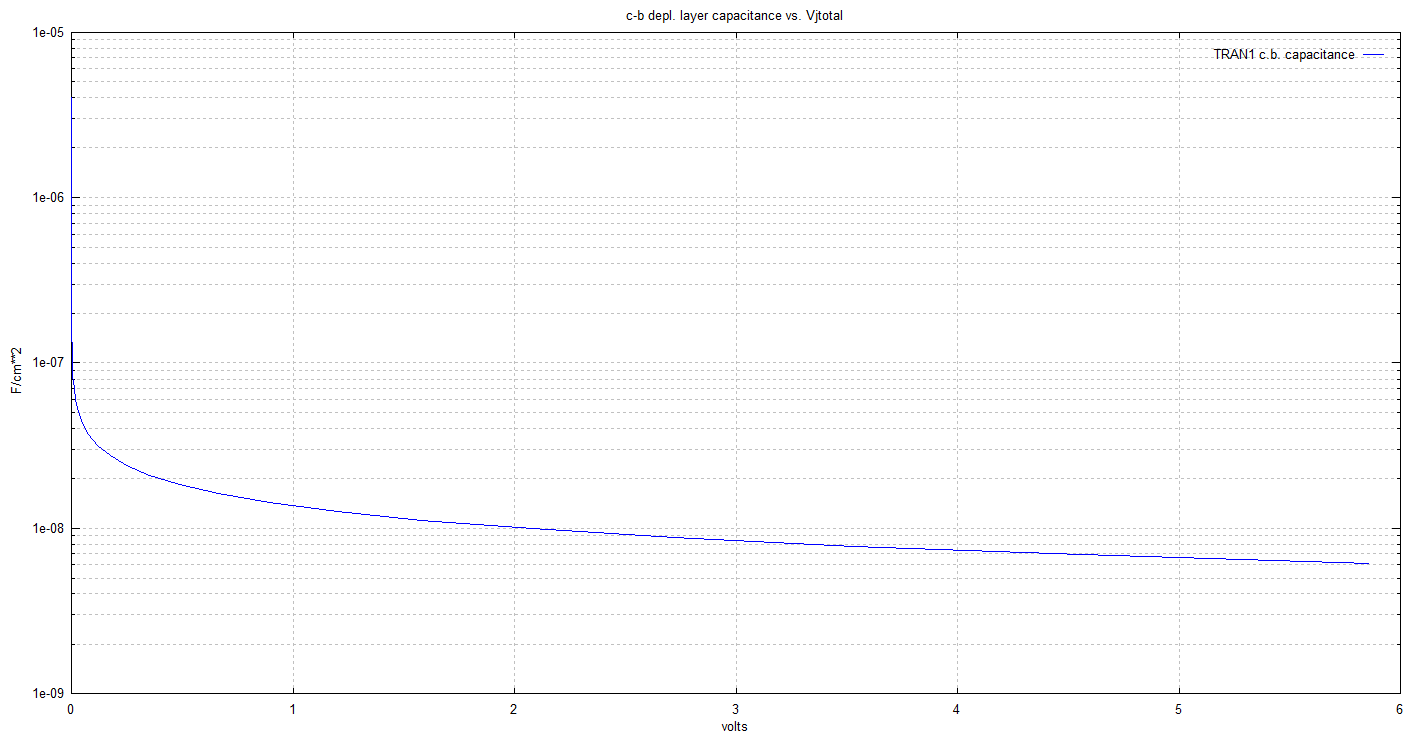 c-b depl. layer capacitance vs. Vjtotal
1e-05
TRAN1 c.b. capacitance
1e-06
F/cm**2
1e-07
1e-08
1e-09
0 1 2 3 4 5 6
volts